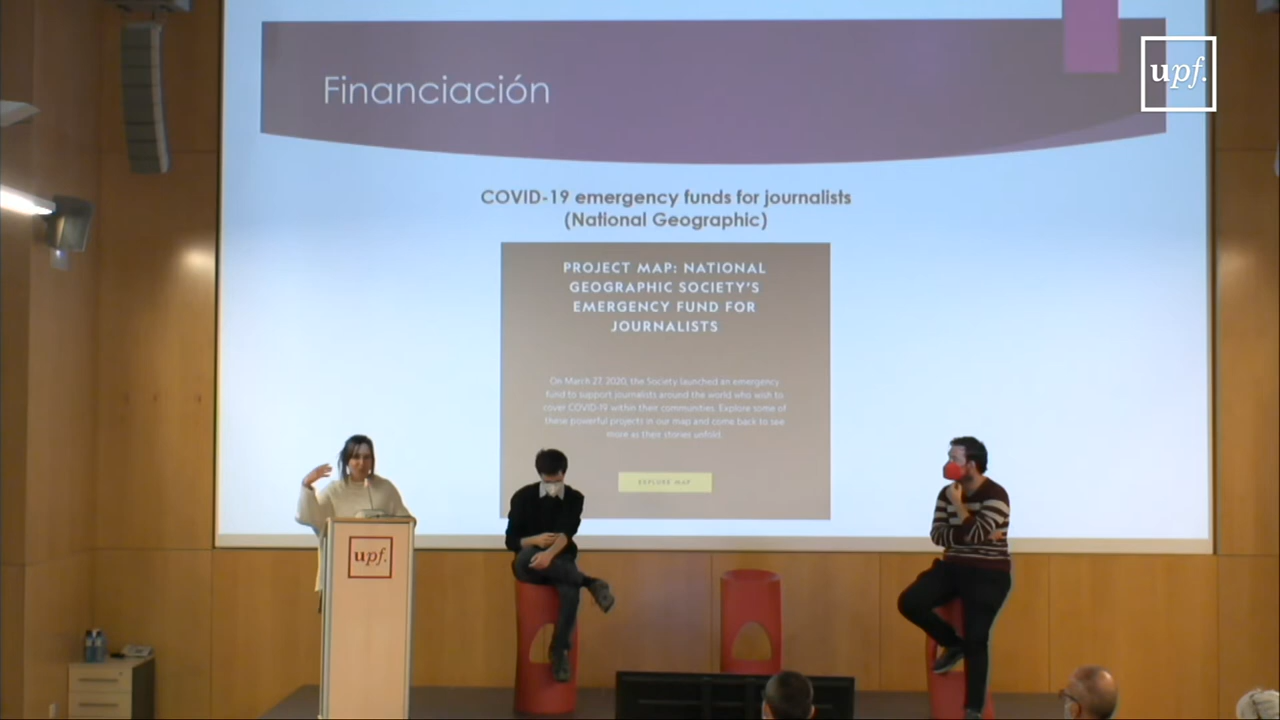 Financiación
upf.
COVID-19 emergency funds for journalists
(National Geographic)
PROJECT MAP: NATIONAL
GEOGRAPHIC SOCIETY'S
EMERGENCY FUND FOR
JOURNALISTS
On March 27, 2020, the Society launched an emergency
fund to support journalists around the world who wish to
cover COVID-19 within their communities. Explore some of
these powerful projects in our map and come back to see
more as their stories unfold.
EXPLORE MAP
upf.